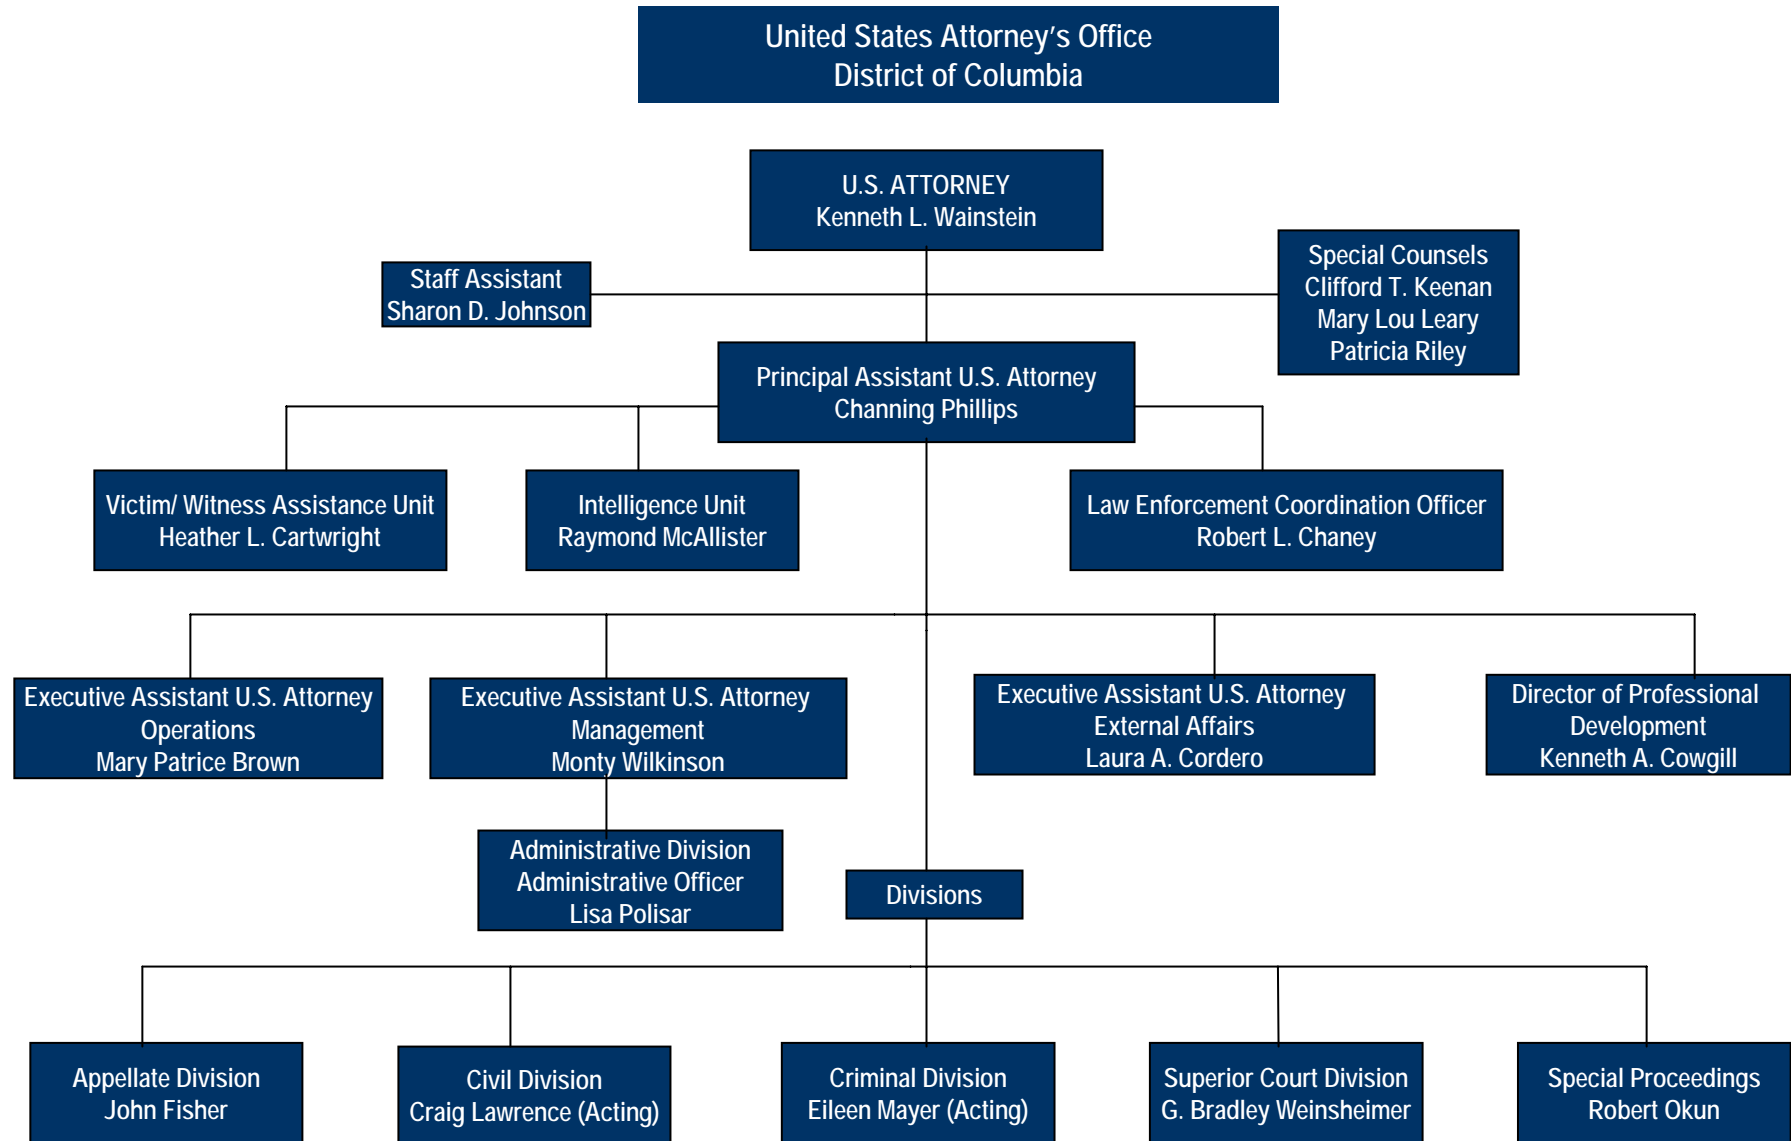 United States Attorney's Office
District of Columbia
U.S. ATTORNEY
Kenneth L. Wainstein
Staff Assistant
Sharon D. Johnson
Special Counsels
Clifford T. Keenan
Mary Lou Leary
Patricia Riley
Principal Assistant U.S. Attorney
Channing Phillips
Victim/ Witness Assistance Unit
Heather L. Cartwright
Intelligence Unit
Raymond McAllister
Law Enforcement Coordination Officer
Robert L. Chaney
Executive Assistant U.S. Attorney
Operations
Mary Patrice Brown
Executive Assistant U.S. Attorney
Management
Monty Wilkinson
Executive Assistant U.S. Attorney
External Affairs
Laura A. Cordero
Director of Professional
Development
Kenneth A. Cowgill
Administrative Division
Administrative Officer
Lisa Polisar
Divisions
Appellate Division
John Fisher
Civil Division
Craig Lawrence (Acting)
Criminal Division
Eileen Mayer (Acting)
Superior Court Division
G. Bradley Weinsheimer
Special Proceedings
Robert Okun